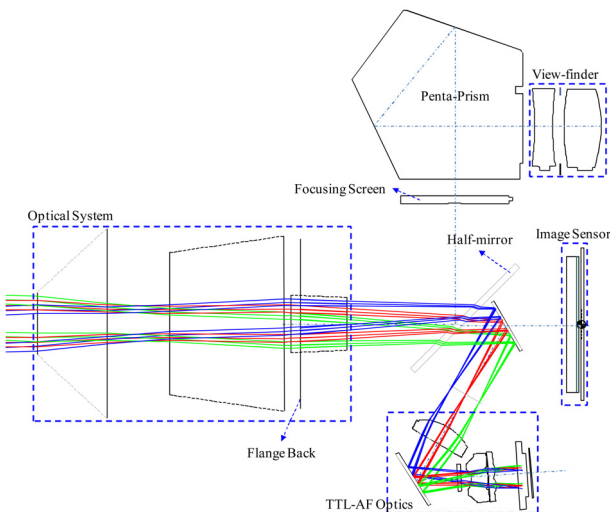 Penta-Prism
View-finder
Focusing Screen
Optical System
Half-mirror
Image Sensor
Flange Back
TTL-AF Optics